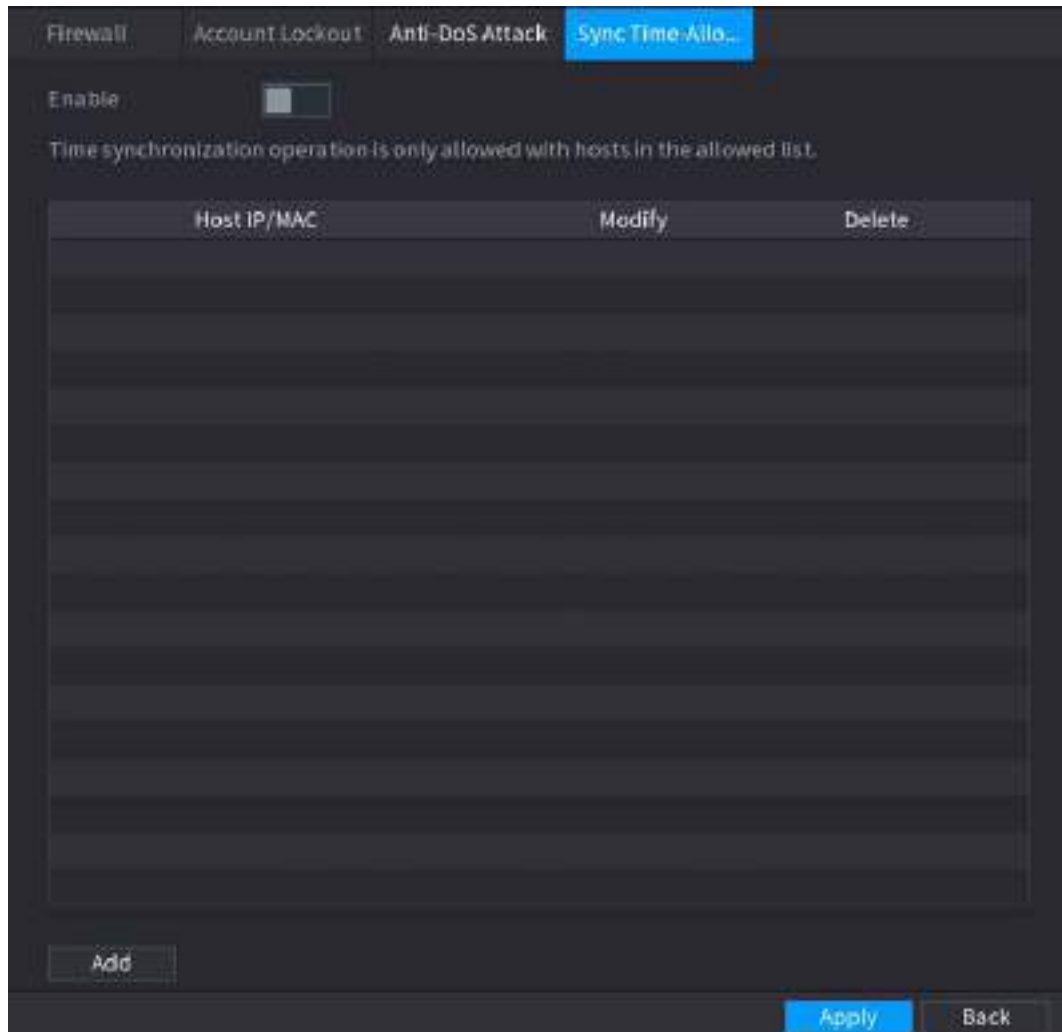 Firewall Account Lockout Anti-DoS Attack Sync Time-Allo...
Enable
Time synchronization operation is only allowed with hosts in the allowed list.
Host IP/MAC Modify Delete
Add
Apply Back